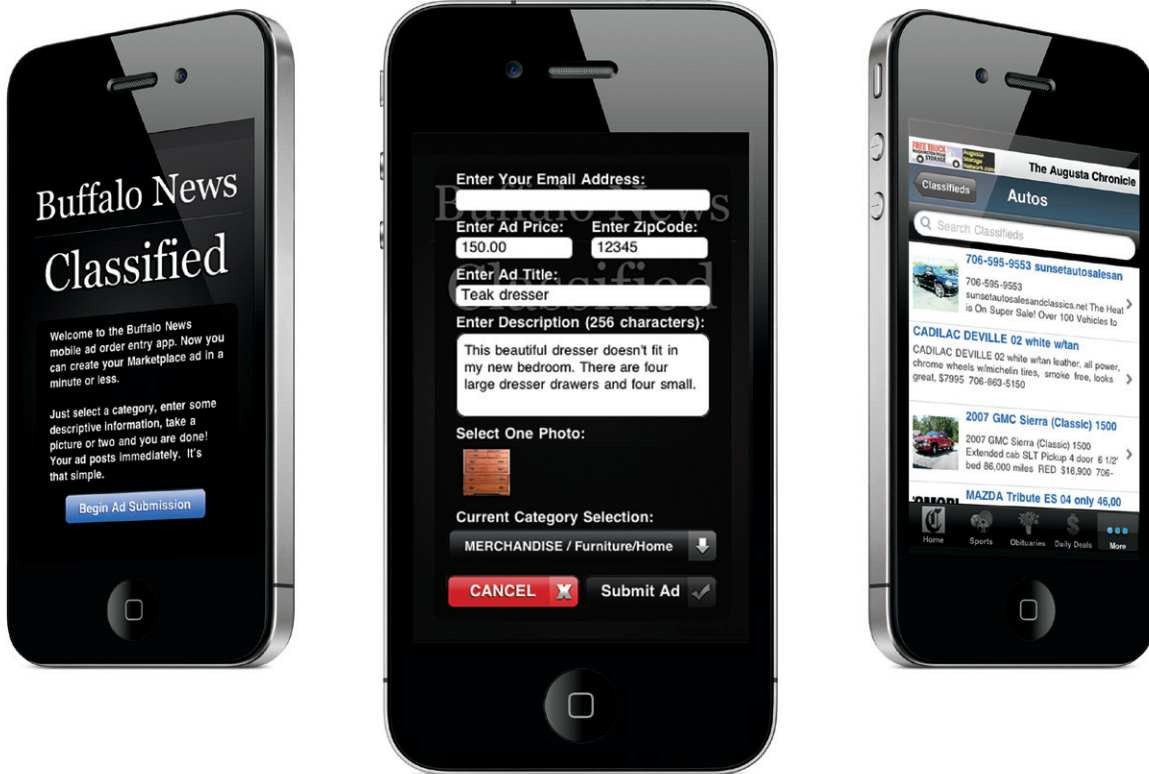 Buffalo News
Classified
Welcome to the Buffalo News
mobile ad order entry app. Now you
can create your Marketplace ad in a
minute or less.
Just select a category, enter some
descriptive information, take a
picture or two and you are done!
Your ad posts immediately. It's
that simple.
Begin Ad Submission
Buffalo News
Classified
Enter Your Email Address:
Enter Ad Price:
Enter ZipCode:
150.00
12345
Enter Ad Title:
Teak dresser
Enter Description (256 characters):
This beautiful dresser doesn't fit in
my new bedroom. There are four
large dresser drawers and four small.
Select One Photo:
Current Category Selection:
MERCHANDISE / Furniture/Home
CANCEL X
Submit Ad
FREE TRUCK
STORAGE
Augusta
Storage
The Augusta Chronicle
Classifieds
Autos
Search Classifieds
706-595-9553 sunsetautosalesan
706-595-9553
sunsetautosalesandclassics.net The Heat
is On Super Sale! Over 100 Vehicles to
CADILAC DEVILLE 02 white w/tan
CADILAC DEVILLE 02 white w/tan leather, all power,
chrome wheels w/michelin tires, smoke free, looks
great, $7995 706-863-5150
2007 GMC Sierra (Classic) 1500
2007 GMC Sierra (Classic) 1500
Extended cab SLT Pickup 4 door 6 1/2'
bed 86,000 miles RED $16,900 706-
MAZDA Tribute ES 04 only 46,00
Home
Sports
Obituaries
Daily Deals
More